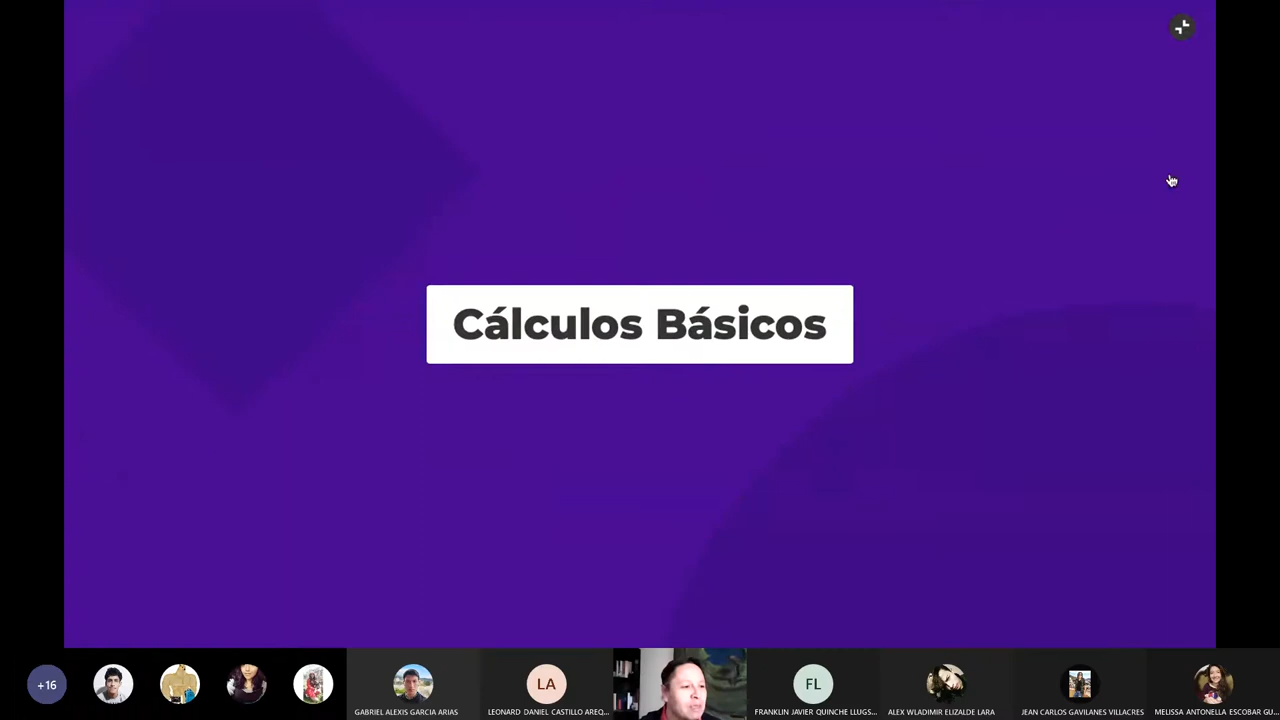 Cálculos Básicos
+16
LA
FL
GABRIEL ALEXIS GARCIA ARIAS
LEONARD DANIEL CASTILLO AREQ...
FRANKLIN JAVIER QUINCHE LLUGS...
ALEX WLADIMIR ELIZALDE LARA
JEAN CARLOS GAVILANES VILLACRES
MELISSA ANTONELLA ESCOBAR GU...